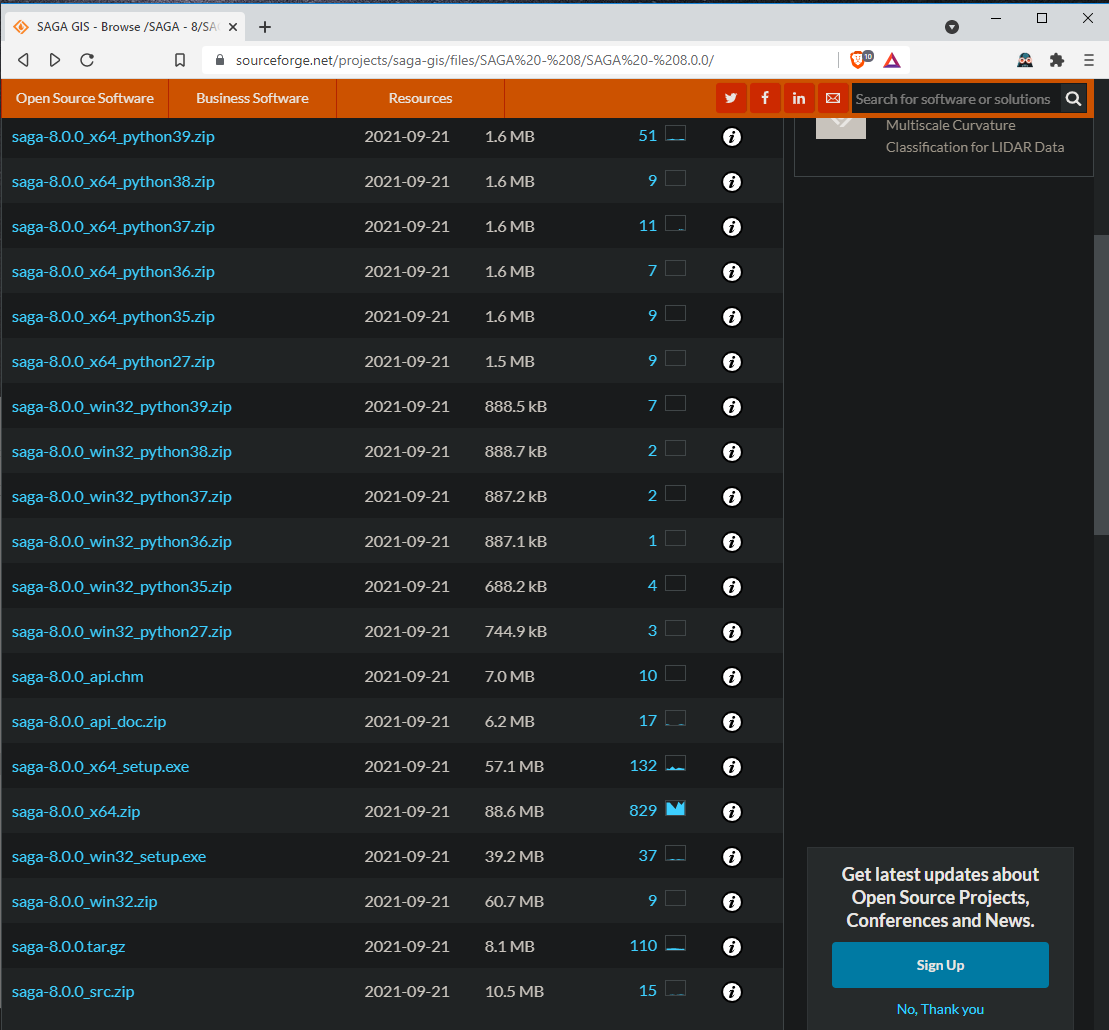 SAGA GIS - Browse /SAGA - 8/SAG
sourceforge.net/projects/saga-gis/files/SAGA%20-%208/SAGA%20-%208.0.0/
10
Open Source Software Business Software Resources
Search for software or solutions
Multiscale Curvature
Classification for LIDAR Data
saga-8.0.0_x64_python39.zip 2021-09-21 1.6 MB 51
saga-8.0.0_x64_python38.zip 2021-09-21 1.6 MB 9
saga-8.0.0_x64_python37.zip 2021-09-21 1.6 MB 11
saga-8.0.0_x64_python36.zip 2021-09-21 1.6 MB 7
saga-8.0.0_x64_python35.zip 2021-09-21 1.6 MB 9
saga-8.0.0_x64_python27.zip 2021-09-21 1.5 MB 9
saga-8.0.0_win32_python39.zip 2021-09-21 888.5 kB 7
saga-8.0.0_win32_python38.zip 2021-09-21 888.7 kB 2
saga-8.0.0_win32_python37.zip 2021-09-21 887.2 kB 2
saga-8.0.0_win32_python36.zip 2021-09-21 887.1 kB 1
saga-8.0.0_win32_python35.zip 2021-09-21 688.2 kB 4
saga-8.0.0_win32_python27.zip 2021-09-21 744.9 kB 3
saga-8.0.0_api.chm 2021-09-21 7.0 MB 10
saga-8.0.0_api_doc.zip 2021-09-21 6.2 MB 17
saga-8.0.0_x64_setup.exe 2021-09-21 57.1 MB 132
saga-8.0.0_x64.zip 2021-09-21 88.6 MB 829
saga-8.0.0_win32_setup.exe 2021-09-21 39.2 MB 37
saga-8.0.0_win32.zip 2021-09-21 60.7 MB 9
saga-8.0.0.tar.gz 2021-09-21 8.1 MB 110
saga-8.0.0_src.zip 2021-09-21 10.5 MB 15
Get latest updates about
Open Source Projects,
Conferences and News.
Sign Up
No, Thank you